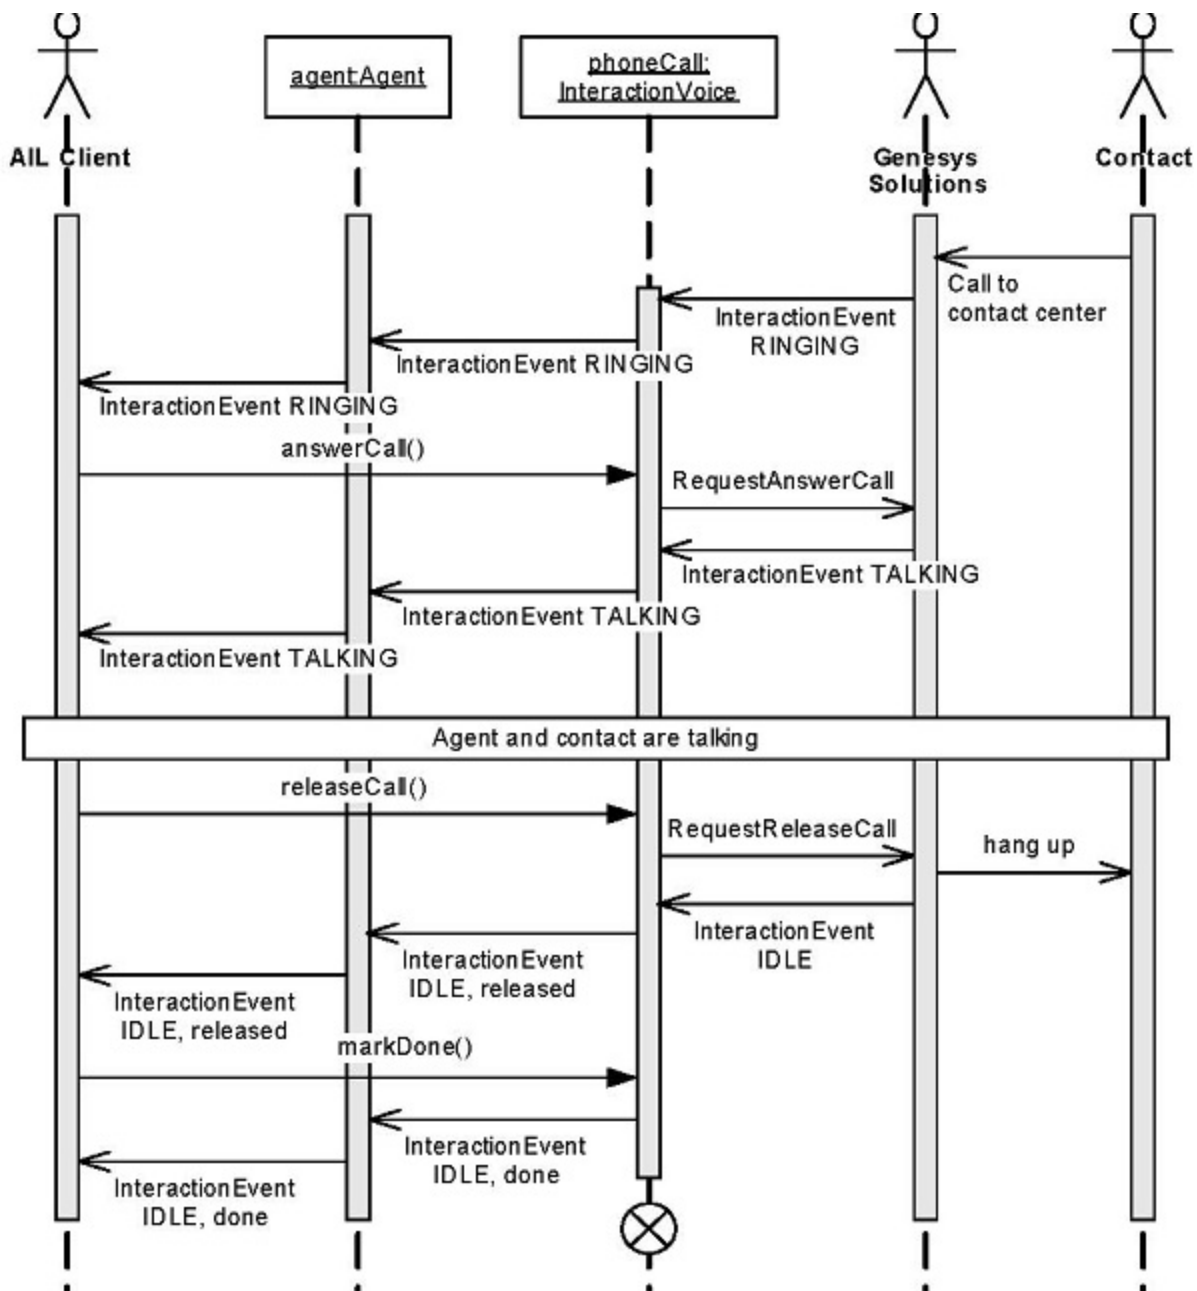 agent:Agent
phoneCall:
InteractionVoice
AIL Client
Genesys
Solutions
Contact
Call to
contact center
InteractionEvent
RINGING
InteractionEvent RINGING
InteractionEvent RINGING
answerCall()
RequestAnswerCall
InteractionEvent TALKING
InteractionEvent TALKING
InteractionEvent TALKING
Agent and contact are talking
releaseCall()
RequestReleaseCall
hang up
InteractionEvent
IDLE
InteractionEvent
IDLE, released
InteractionEvent
IDLE, released
markDone()
InteractionEvent
IDLE, done
InteractionEvent
IDLE, done